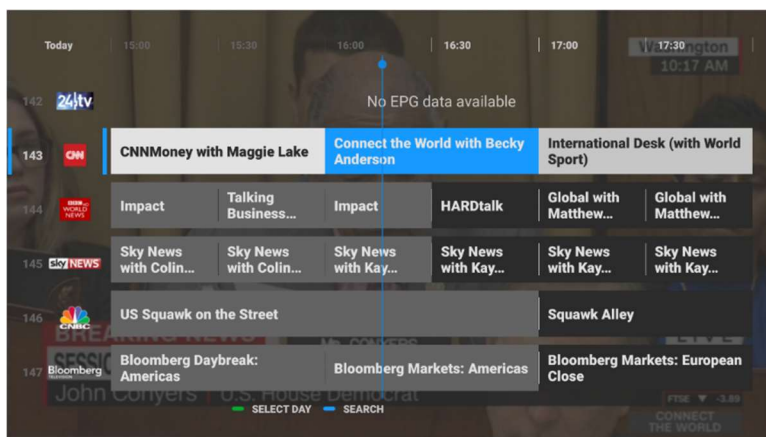 Today 15:00 15:30 16:00 16:30 17:00 17:30
Washington
10:17 AM
142 24|tv No EPG data available
143 CNN CNNMoney with Maggie Lake
Connect the World with Becky
Anderson
International Desk (with World
Sport)
144 BBC WORLD NEWS
Impact
Talking
Business...
Impact
HARDtalk
Global with
Matthew...
Global with
Matthew...
145 sky NEWS
Sky News
with Colin...
Sky News
with Colin...
Sky News
with Kay...
Sky News
with Kay...
Sky News
with Kay...
Sky News
with Kay...
146 CNBC US Squawk on the Street Squawk Alley
BREAKING NEWS
LIVE
147 Bloomberg
TELEVISION
Bloomberg Daybreak:
Americas
Bloomberg Markets: Americas
Bloomberg Markets: European
Close
John Conyers U.S. House Democrat
FTSE ▼ -3.89
SELECT DAY SEARCH
CONNECT
THE WORLD